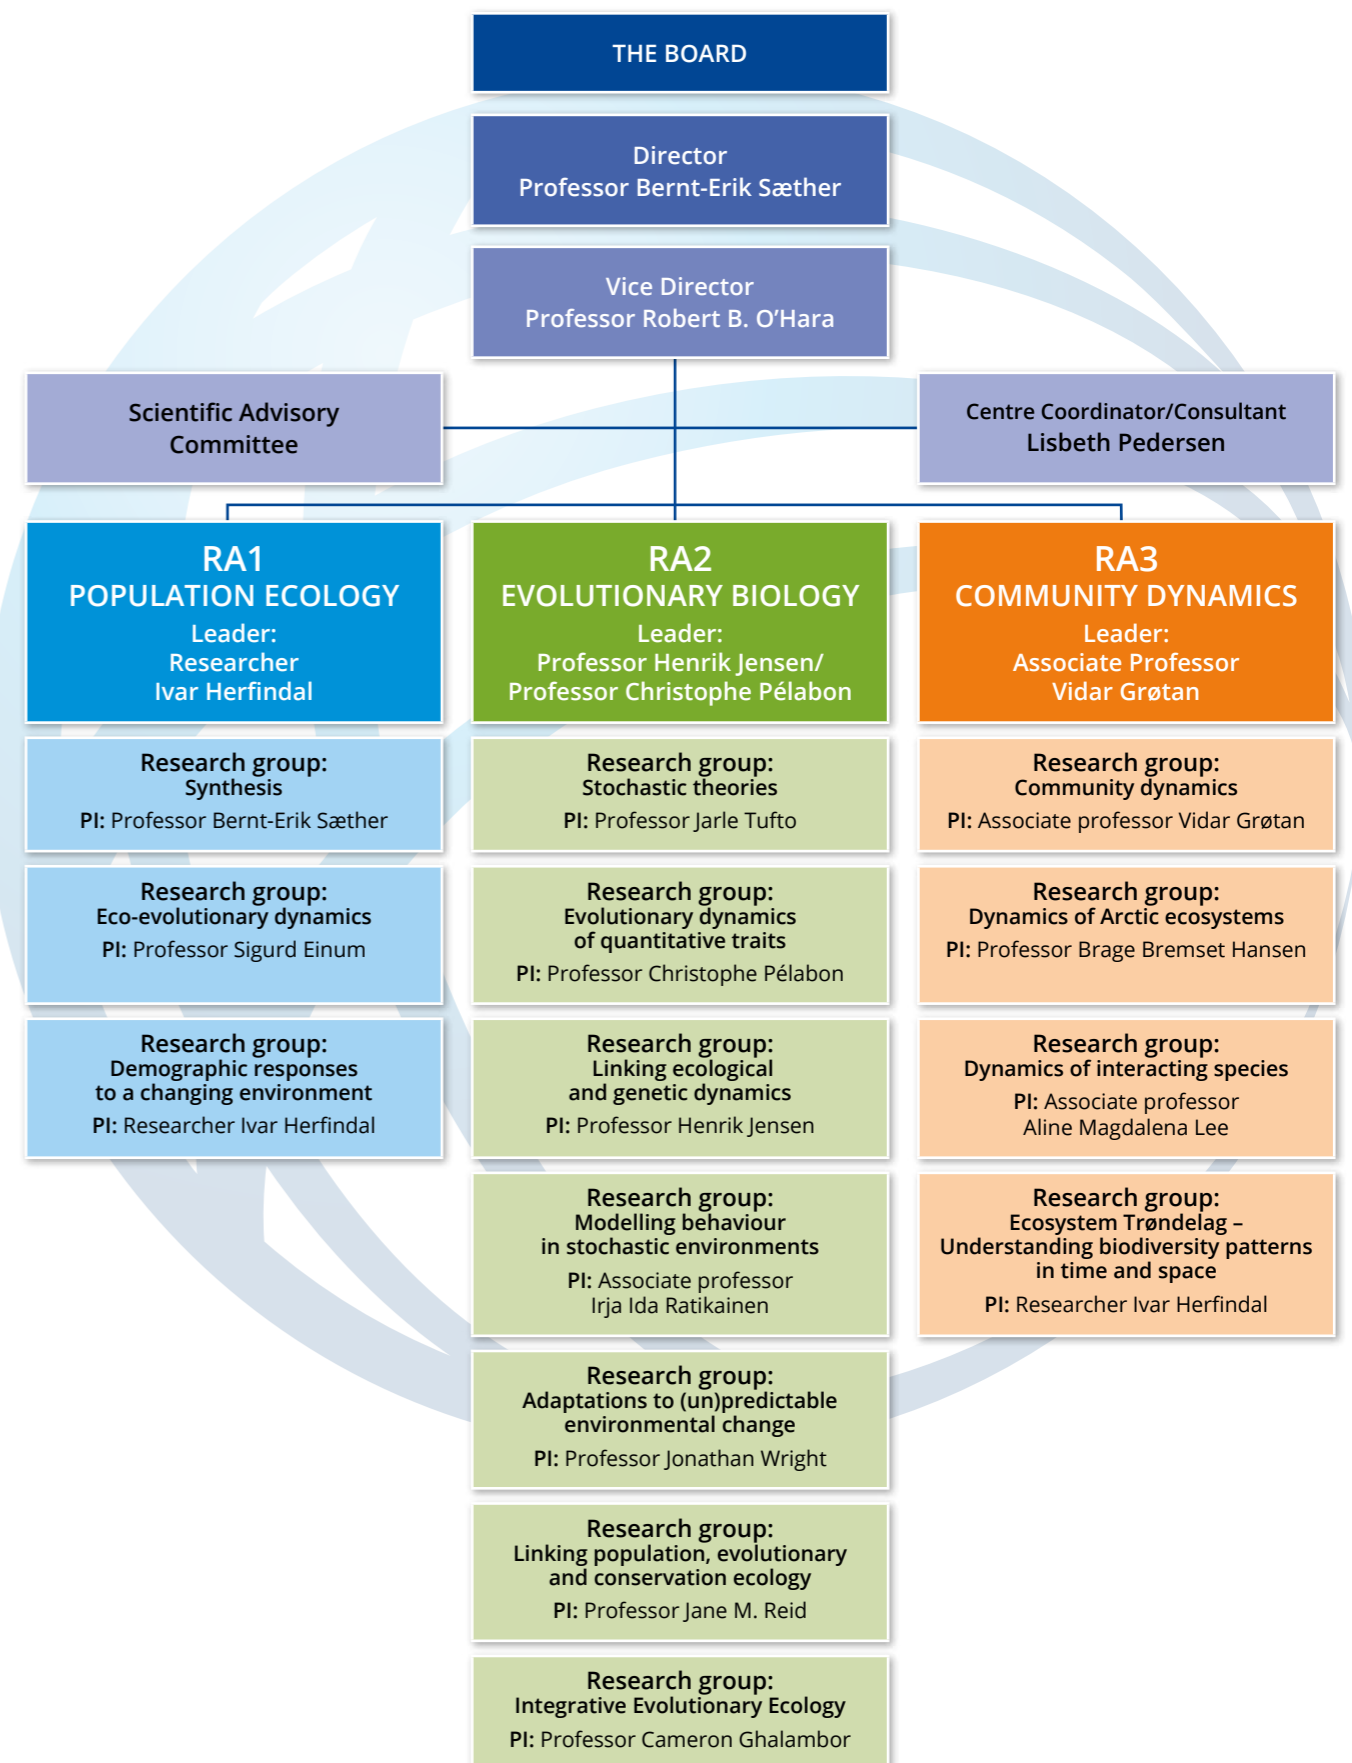 THE BOARD
Director
Professor Bernt-Erik Sæther
Vice Director
Professor Robert B. O’Hara
Scientific Advisory
Committee
Centre Coordinator/Consultant
Lisbeth Pedersen
RA1
POPULATION ECOLOGY
Leader:
Researcher
Ivar Herfindal
Research group:
Synthesis
PI: Professor Bernt-Erik Sæther
Research group:
Eco-evolutionary dynamics
PI: Professor Sigurd Einum
Research group:
Demographic responses
to a changing environment
PI: Researcher Ivar Herfindal
RA2
EVOLUTIONARY BIOLOGY
Leader:
Professor Henrik Jensen/
Professor Christophe Pélabon
Research group:
Stochastic theories
PI: Professor Jarle Tufto
Research group:
Evolutionary dynamics
of quantitative traits
PI: Professor Christophe Pélabon
Research group:
Linking ecological
and genetic dynamics
PI: Professor Henrik Jensen
Research group:
Modelling behaviour
in stochastic environments
PI: Associate professor
Irja Ida Ratikainen
Research group:
Adaptations to (un)predictable
environmental change
PI: Professor Jonathan Wright
Research group:
Linking population, evolutionary
and conservation ecology
PI: Professor Jane M. Reid
Research group:
Integrative Evolutionary Ecology
PI: Professor Cameron Ghalambor
RA3
COMMUNITY DYNAMICS
Leader:
Associate Professor
Vidar Grøtan
Research group:
Community dynamics
PI: Associate professor Vidar Grøtan
Research group:
Dynamics of Arctic ecosystems
PI: Professor Brage Bremset Hansen
Research group:
Dynamics of interacting species
PI: Associate professor
Aline Magdalena Lee
Research group:
Ecosystem Trøndelag –
Understanding biodiversity patterns
in time and space
PI: Researcher Ivar Herfindal